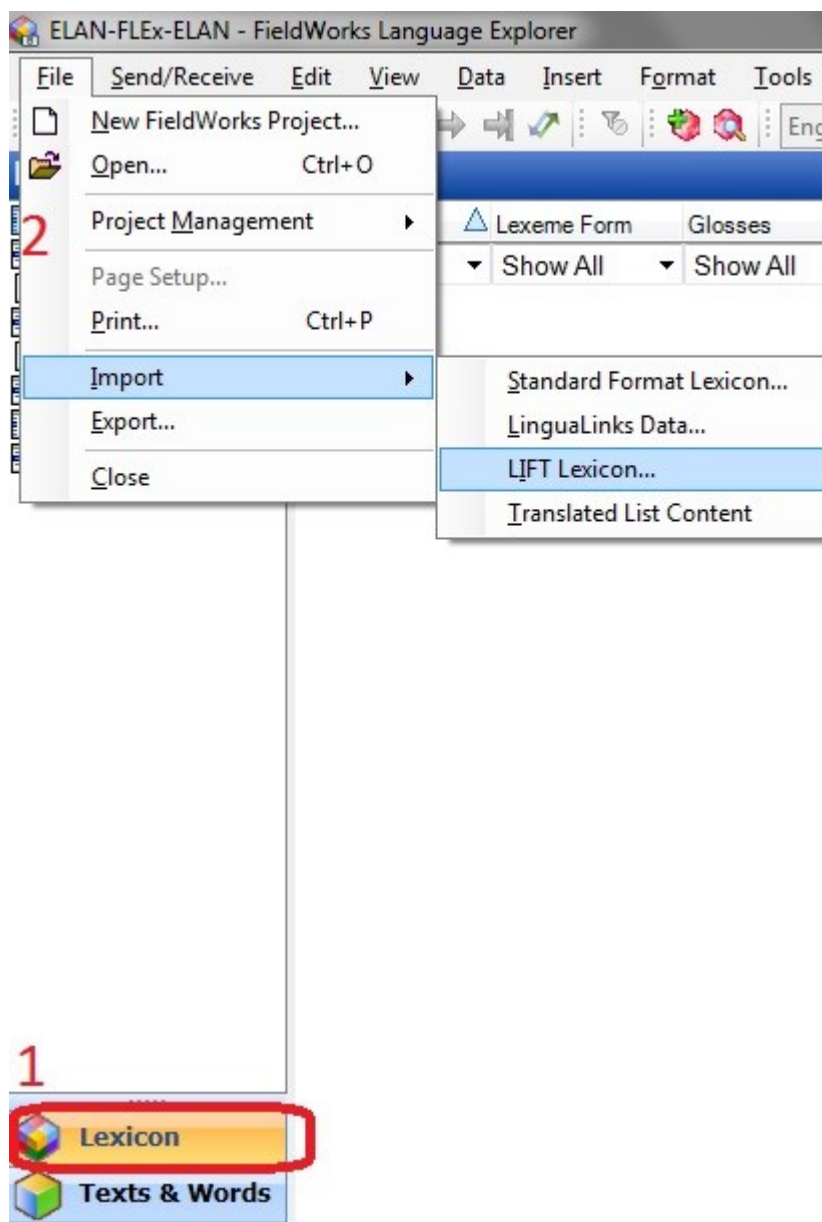 ELAN-FLEx-ELAN - FieldWorks Language Explorer
File Send/Receive Edit View Data Insert Format Tools
New FieldWorks Project...
Eng
Open... Ctrl+O
2
Project Management
Lexeme Form Glosses
Page Setup...
Show All Show All
Print... Ctrl+P
Import
Standard Format Lexicon...
Export...
LinguaLinks Data...
Close
LIFT Lexicon...
Translated List Content
1
Lexicon
Texts & Words